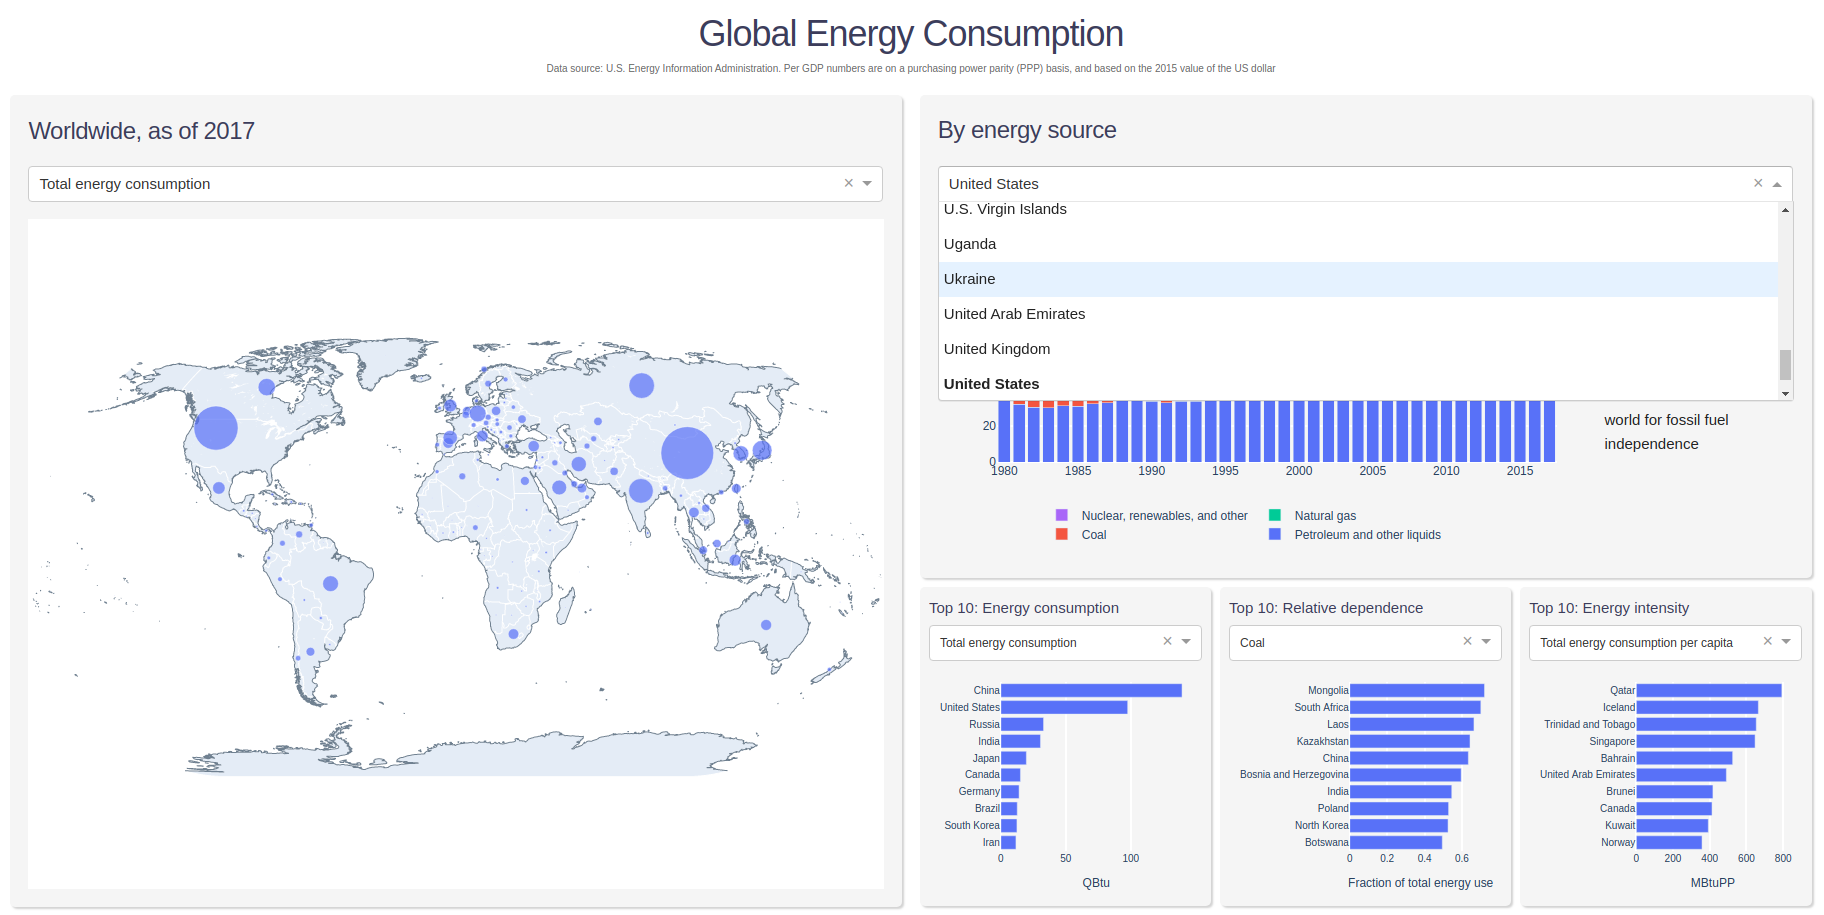 Global Energy Consumption
Data source: U.S. Energy Information Administration. Per GDP numbers are on a purchasing power parity (PPP) basis, and based on the 2015 value of the US dollar
Worldwide, as of 2017
Total energy consumption
By energy source
United States
U.S. Virgin Islands
Uganda
Ukraine
United Arab Emirates
United Kingdom
United States
world for fossil fuel
independence
20
0
1980 1985 1990 1995 2000 2005 2010 2015
Nuclear, renewables, and other
Natural gas
Coal
Petroleum and other liquids
Top 10: Energy consumption
Total energy consumption
China
United States
Russia
India
Japan
Canada
Germany
Brazil
South Korea
Iran
0 50 100
QBtu
Top 10: Relative dependence
Coal
Mongolia
South Africa
Laos
Kazakhstan
China
Bosnia and Herzegovina
India
Poland
North Korea
Botswana
0 0.2 0.4 0.6
Fraction of total energy use
Top 10: Energy intensity
Total energy consumption per capita
Qatar
Iceland
Trinidad and Tobago
Singapore
Bahrain
United Arab Emirates
Brunei
Canada
Kuwait
Norway
0 200 400 600 800
MBtuPP